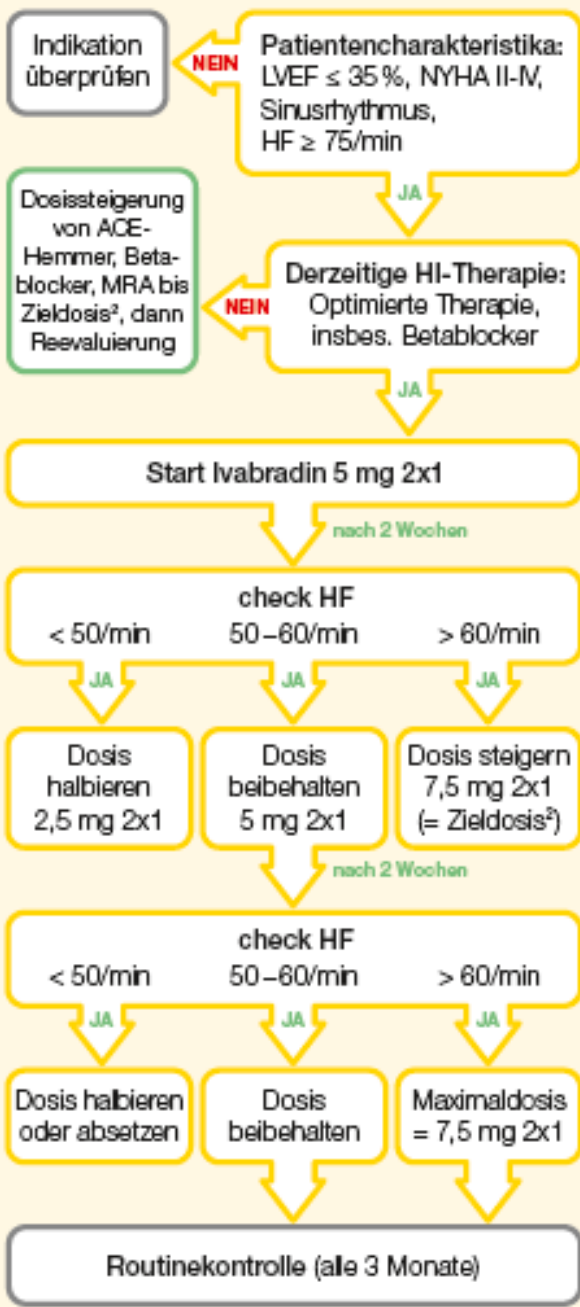 Indikation
überprüfen
NEIN
Patientencharakteristika:
LVEF ≤ 35 %, NYHA II-IV,
Sinusrhythmus,
HF ≥ 75/min
JA
Dosissteigerung
von ACE-
Hemmer, Beta-
blocker, MRA bis
Zieldosis², dann
Reevaluierung
NEIN
Derzeitige HI-Therapie:
Optimierte Therapie,
insbes. Betablocker
JA
Start Ivabradin 5 mg 2x1
nach 2 Wochen
check HF
< 50/min 50–60/min > 60/min
JA JA JA
Dosis
halbieren
2,5 mg 2x1
Dosis
beibehalten
5 mg 2x1
Dosis steigern
7,5 mg 2x1
(= Zieldosis²)
nach 2 Wochen
check HF
< 50/min 50–60/min > 60/min
JA JA JA
Dosis halbieren
oder absetzen
Dosis
beibehalten
Maximaldosis
= 7,5 mg 2x1
Routinekontrolle (alle 3 Monate)